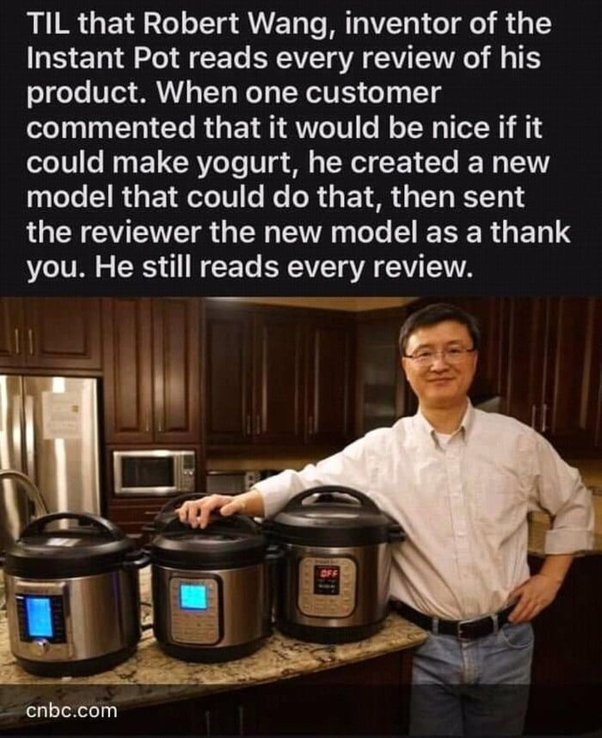 TIL that Robert Wang, inventor of the
Instant Pot reads every review of his
product. When one customer
commented that it would be nice if it
could make yogurt, he created a new
model that could do that, then sent
the reviewer the new model as a thank
you. He still reads every review.
OFF
cnbc.com